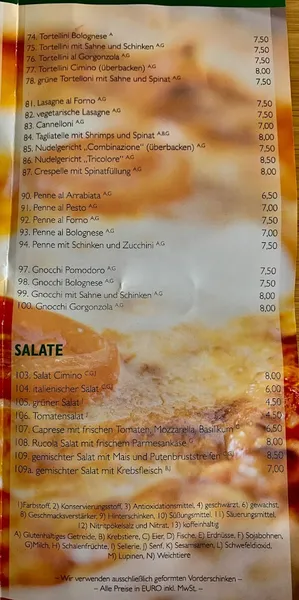 74. Tortellini Bolognese A 7,50
75. Tortellini mit Sahne und Schinken A,G 7,50
76. Tortellini al Gorgonzola A,G 7,50
77. Tortellini Cimino (überbacken) A,G 8,00
78. grüne Tortelloni mit Sahne und Spinat A,G 7,50
81. Lasagne al Forno A,G 7,50
82. vegetarische Lasagne A,G 7,50
83. Cannelloni A,G 7,00
84. Tagliatelle mit Shrimps und Spinat A,B,G 8,00
85. Nudelgericht „Combinazione" (überbacken) A,G 7,50
86. Nudelgericht „Tricolore" A,G 8,50
87. Crespelle mit Spinatfüllung A,G 8,00
90. Penne al Arrabiata A,G 6,50
91. Penne al Pesto A,G 7,00
92. Penne al Forno A,G 7,50
93. Penne al Bolognese A,G 7,00
94. Penne mit Schinken und Zucchini A,G 7,50
97. Gnocchi Pomodoro A,G 7,50
98. Gnocchi Bolognese A,G 7,50
99. Gnocchi mit Sahne und Schinken A,G 8,00
100. Gnocchi Gorgonzola A,G 8,00
SALATE
103. Salat Cimino 8,00
104. italienischer Salat 6,00
105. grüner Salat 4,50
106. Tomatensalat 4,50
107. Caprese mit frischen Tomaten, Mozzarella, Basilikum 6,50
108. Rucola Salat mit frischem Parmesankäse 8,00
109. gemischter Salat mit Mais und Putenbruststreifen 8,50
109a. gemischter Salat mit Krebsfleisch 7,00
1)Farbstoff, 2) Konservierungsstoff, 3) Antioxidationsmittel, 4) geschwärzt, 6) gewachst,
8) Geschmacksverstärker, 9) Hinterschinken, 10) Süßungsmittel, 11) Säuerungsmittel,
12) Nitritpökelsalz und Nitrat, 13) koffeinhaltig
A) Glutenhaltiges Getreide, B) Krebstiere, C) Eier, D) Fische, E) Erdnüsse, F) Sojabohnen,
G)Milch, H) Schalenfrüchte, I) Sellerie, J) Senf, K) Sesamsamen, L) Schwefeldioxid,
M) Lupinen, N) Weichtiere
– Wir verwenden ausschließlich geformten Vorderschinken –
– Alle Preise in EURO inkl. MwSt. –